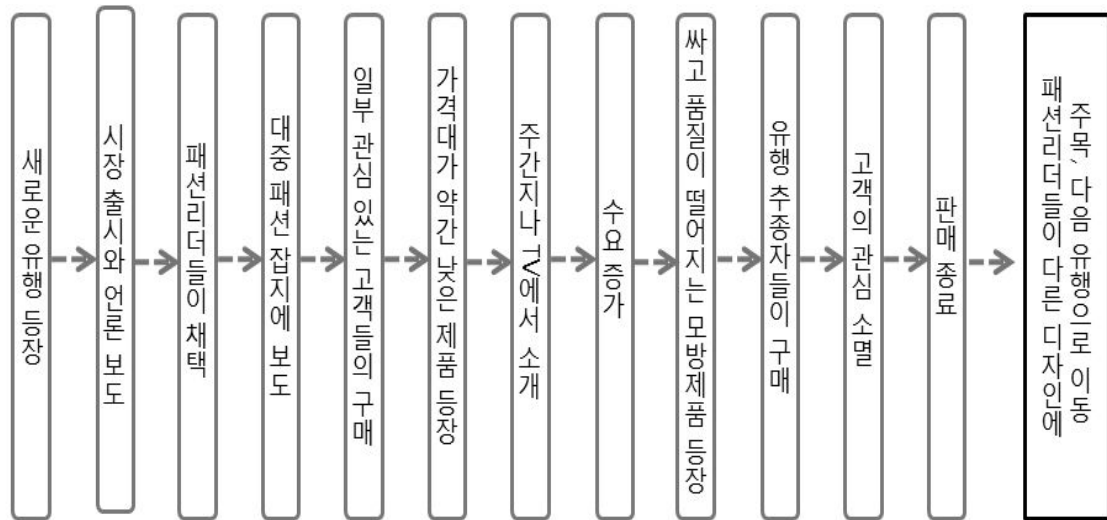 새로운 유행 등장
시장 출시와 언론 보도
패션리더들이 채택
대중 패션 잡지에 보도
일부 관심 있는 고객들의 구매
가격대가 약간 낮은 제품 등장
주간지나 TV에서 소개
수요 증가
싸고 품질이 떨어지는 모방제품 등장
유행 추종자들이 구매
고객의 관심 소멸
판매 종료
패션리더들이 다른 디자인에
주목, 다음 유행으로 이동